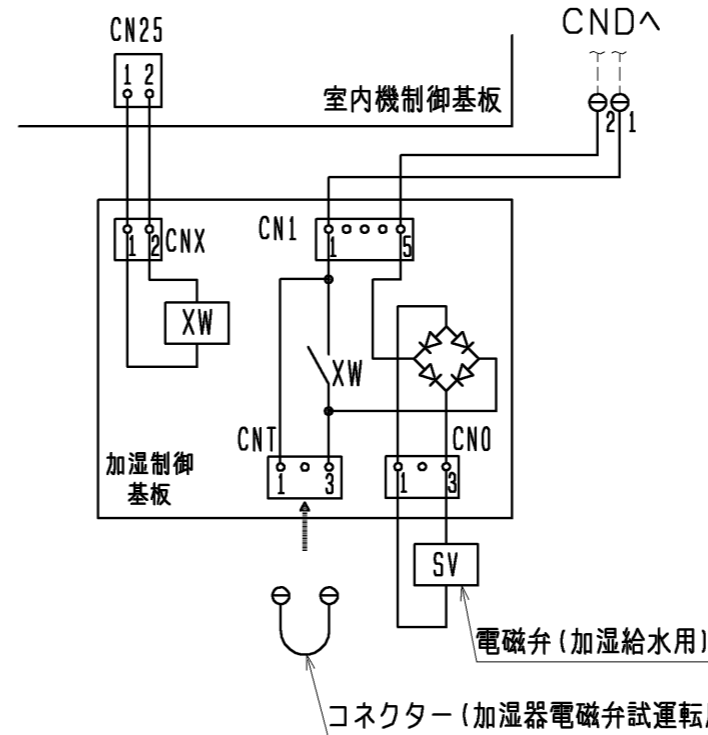 CNDへ
CN25
1 2
室内機制御基板
2 1
CNX
1 2
CN1
1 5
XW
XW
CNT
1 3
CNO
1 3
加湿制御
基板
SV
電磁弁(加湿給水用)
コネクター(加湿器電磁弁試運転